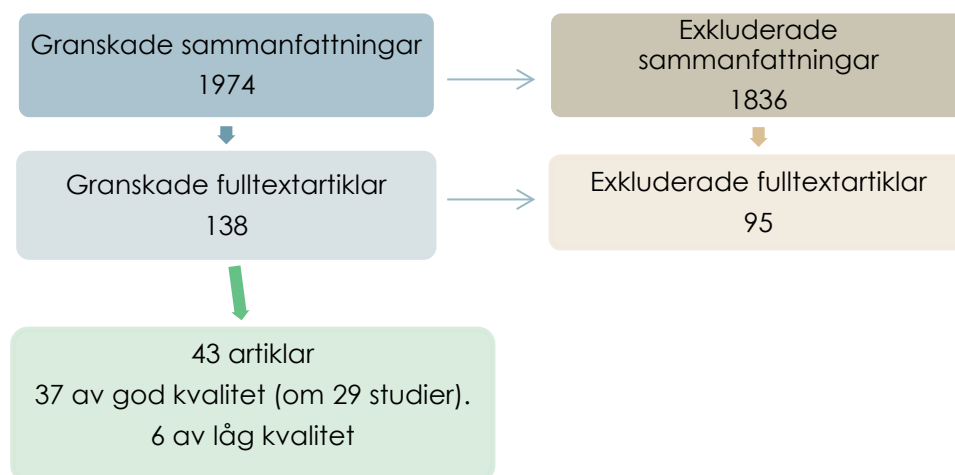 Granskade sammanfattningar
1974
Exkluderade
sammanfattningar
1836
Granskade fulltextartiklar
138
Exkluderade fulltextartiklar
95
43 artiklar
37 av god kvalitet (om 29 studier).
6 av låg kvalitet